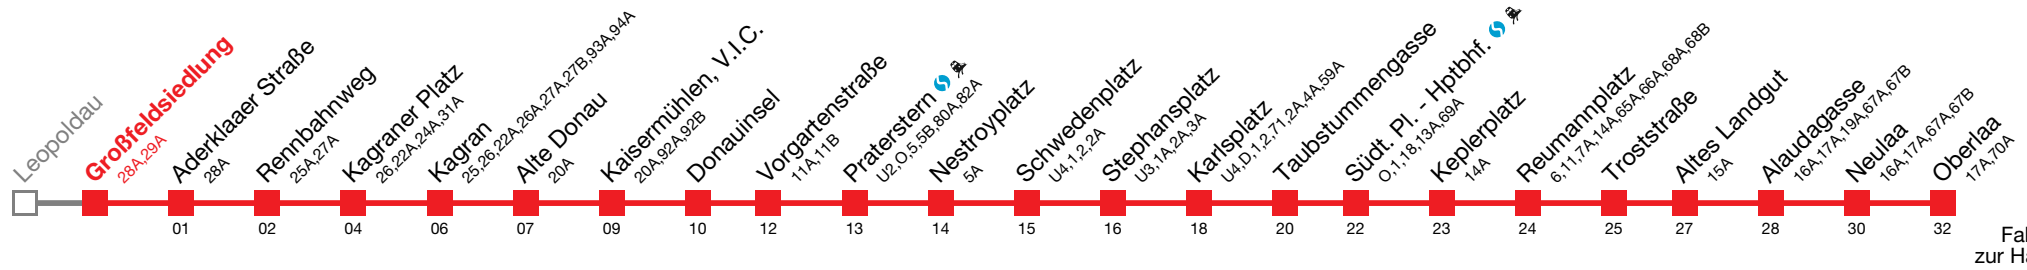 Leopoldau
Großfeldsiedlung
28A,29A
Aderklaaer Straße
28A
Rennbahnweg
25A,27A
Kagraner Platz
26,22A,24A,31A
Kagran
25,26,22A,26A,27A,27B,93A,94A
Alte Donau
20A
Kaisermühlen, V.I.C.
20A,92A,92B
Donauinsel
Vorgartenstraße
11A,11B
Praterstern
U2,O,5,5B,80A,82A
Nestroyplatz
5A
Schwedenplatz
U4,1,2,2A
Stephansplatz
U3,1A,2A,3A
Karlsplatz
U4,D,1,2,71,2A,4A,59A
Taubstummengasse
Südt. Pl. - Hptbhf.
O,1,18,13A,69A
Keplerplatz
14A
Reumannplatz
6,11,7A,14A,65A,66A,68A,68B
Troststraße
Altes Landgut
15A
Alaudagasse
16A,17A,19A,67A,67B
Neulaa
16A,17A,67A,67B
Oberlaa
17A,70A
01 02 04 06 07 09 10 12 13 14 15 16 18 20 22 23 24 25 27 28 30 32
zur